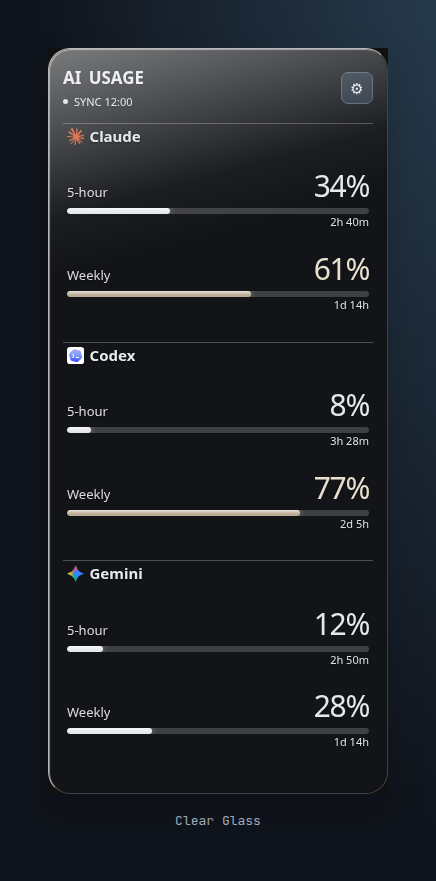 AI USAGE
SYNC 12:00
Claude
5-hour 34%
2h 40m
Weekly 61%
1d 14h
Codex
5-hour 8%
3h 28m
Weekly 77%
2d 5h
Gemini
5-hour 12%
2h 50m
Weekly 28%
1d 14h
Clear Glass